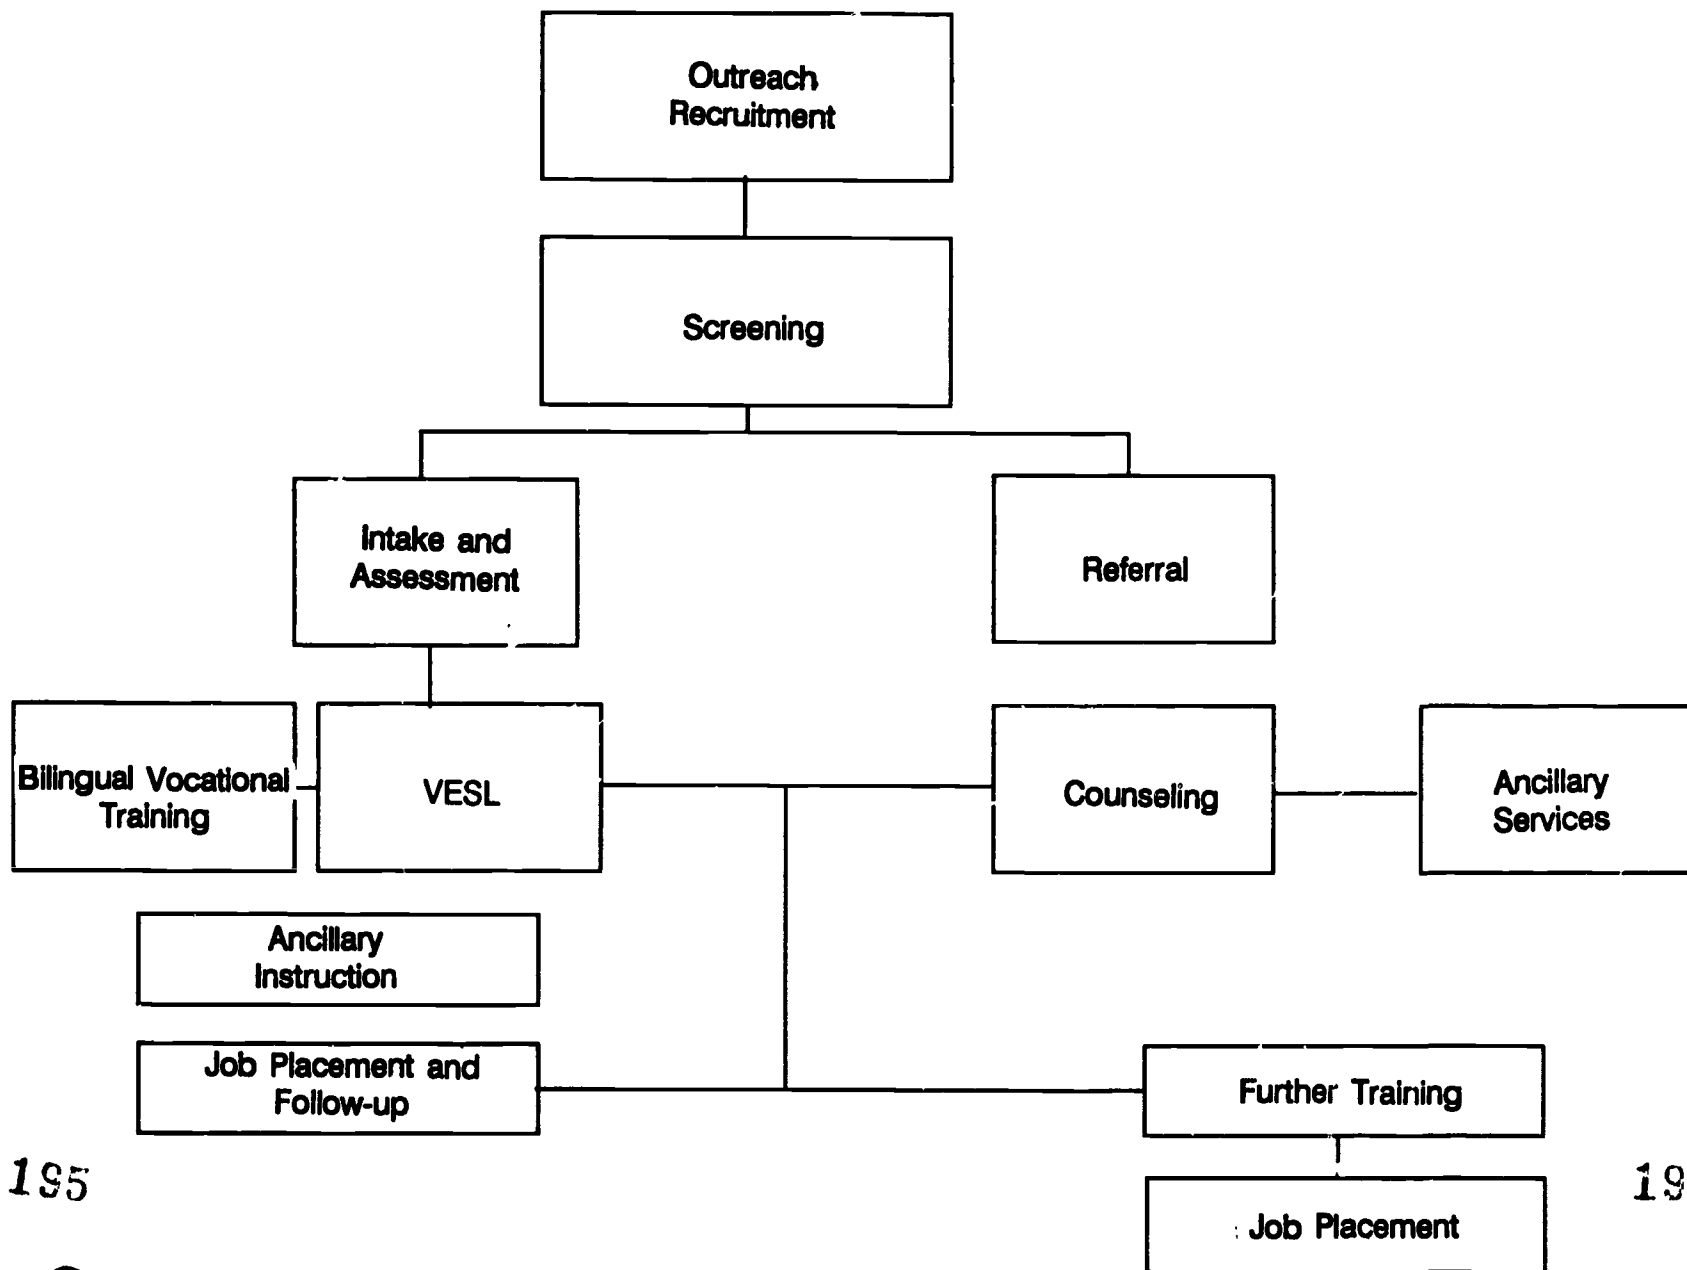 Outreach
Recruitment
Screening
Intake and
Assessment
Referral
Bilingual Vocational
Training
VESL
Counseling
Ancillary
Services
Ancillary
Instruction
Job Placement and
Follow-up
Further Training
195
Job Placement